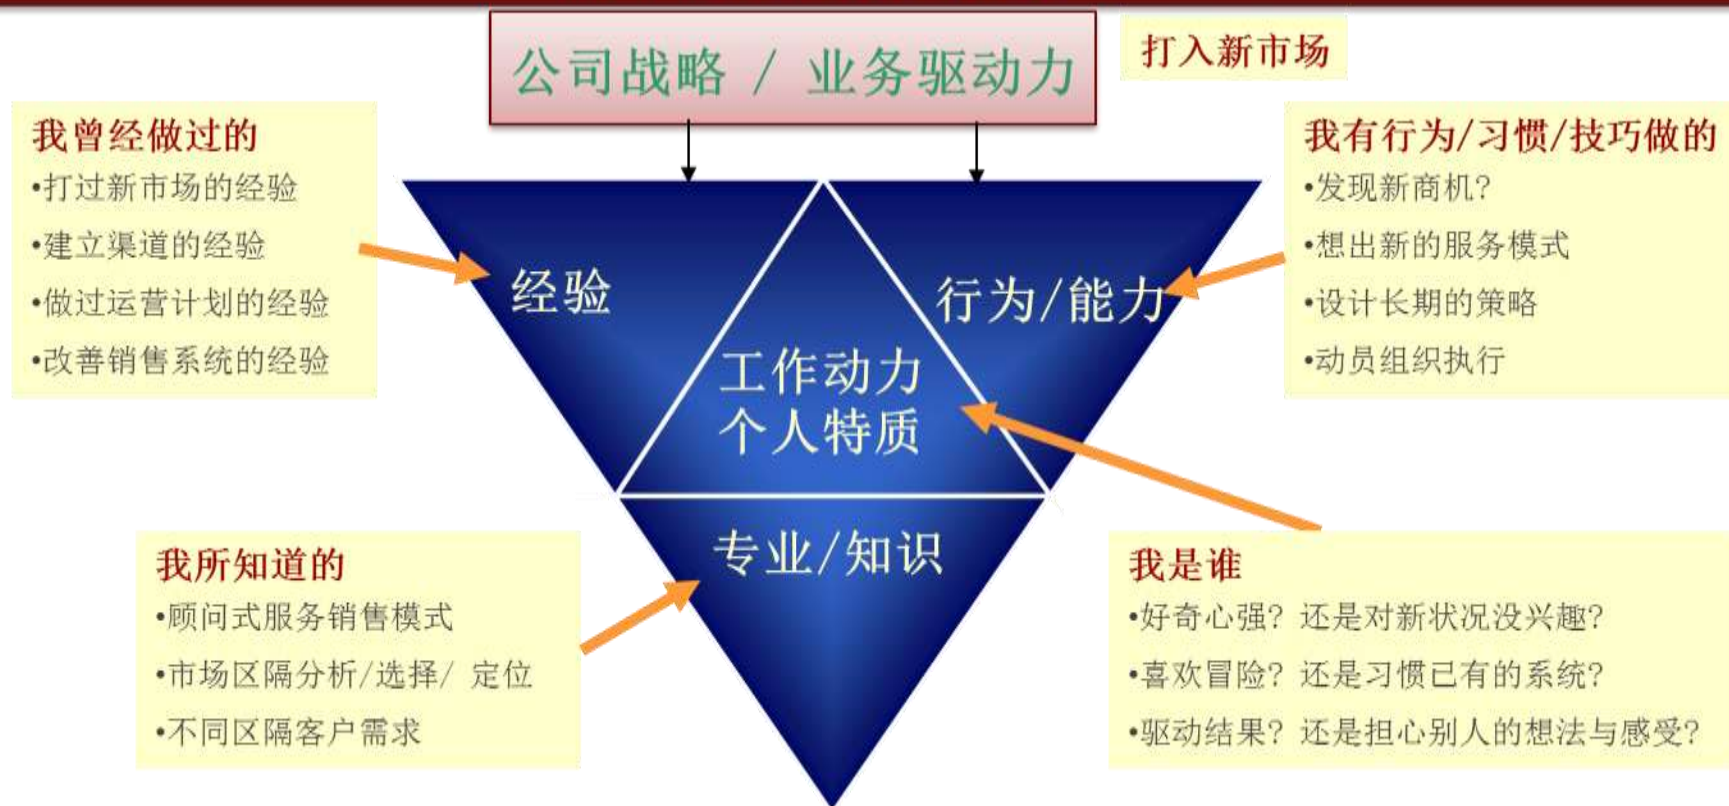 公司战略 / 业务驱动力
打入新市场
我曾经做过的
•打过新市场的经验
•建立渠道的经验
•做过运营计划的经验
•改善销售系统的经验
我有行为/习惯/技巧做的
•发现新商机?
•想出新的服务模式
•设计长期的策略
•动员组织执行
经验
行为/能力
工作动力
个人特质
专业/知识
我所知道的
•顾问式服务销售模式
•市场区隔分析/选择/ 定位
•不同区隔客户需求
我是谁
•好奇心强? 还是对新状况没兴趣?
•喜欢冒险? 还是习惯已有的系统?
•驱动结果? 还是担心别人的想法与感受?